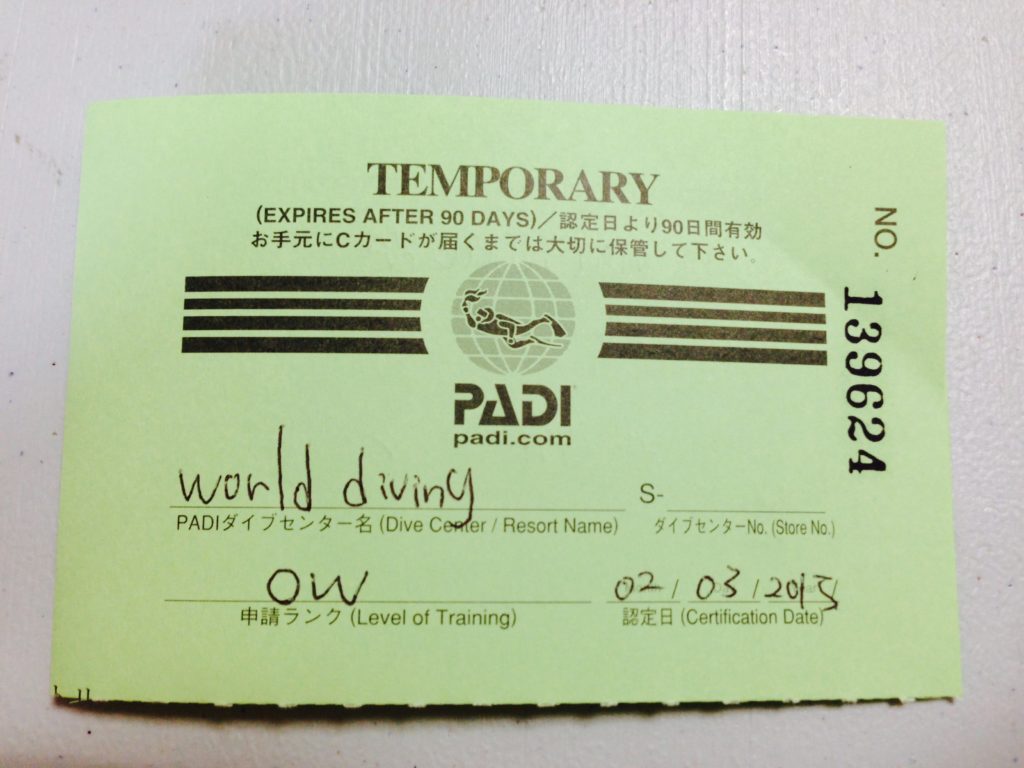 TEMPORARY
(EXPIRES AFTER 90 DAYS)／認定日より90日間有効
お手元にCカードが届くまでは大切に保管して下さい。
NO. 139624
PADI
padi.com
world diving
S-
PADIダイブセンター名 (Dive Center / Resort Name)
ダイブセンターNo. (Store No.)
OW
02 / 03 / 2015
申請ランク (Level of Training)
認定日 (Certification Date)